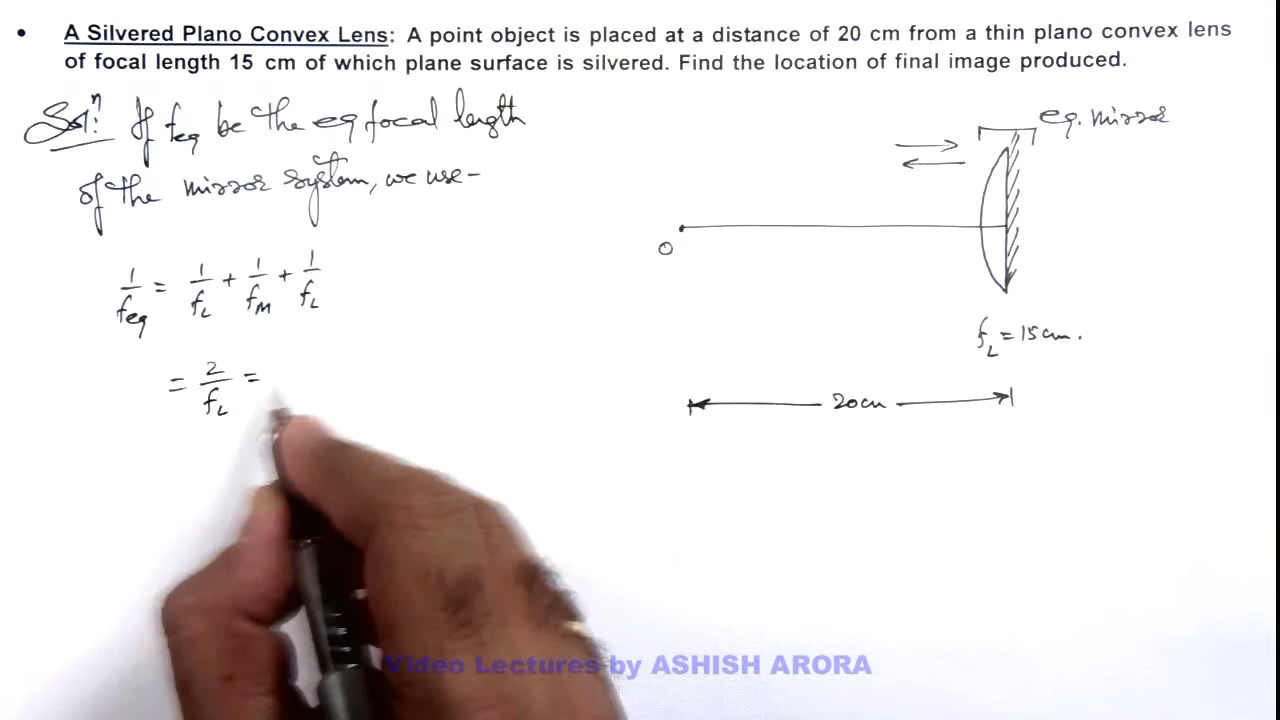 • A Silvered Plano Convex Lens: A point object is placed at a distance of 20 cm from a thin plano convex lens
of focal length 15 cm of which plane surface is silvered. Find the location of final image produced.
Solⁿ: If f_eq be the eq focal length
of the mirror system, we use-
1/f_eq = 1/f_L + 1/f_M + 1/f_L
= 2/f_L =
eq. mirror
O
f_L = 15cm.
20cm
Video Lectures by ASHISH ARORA